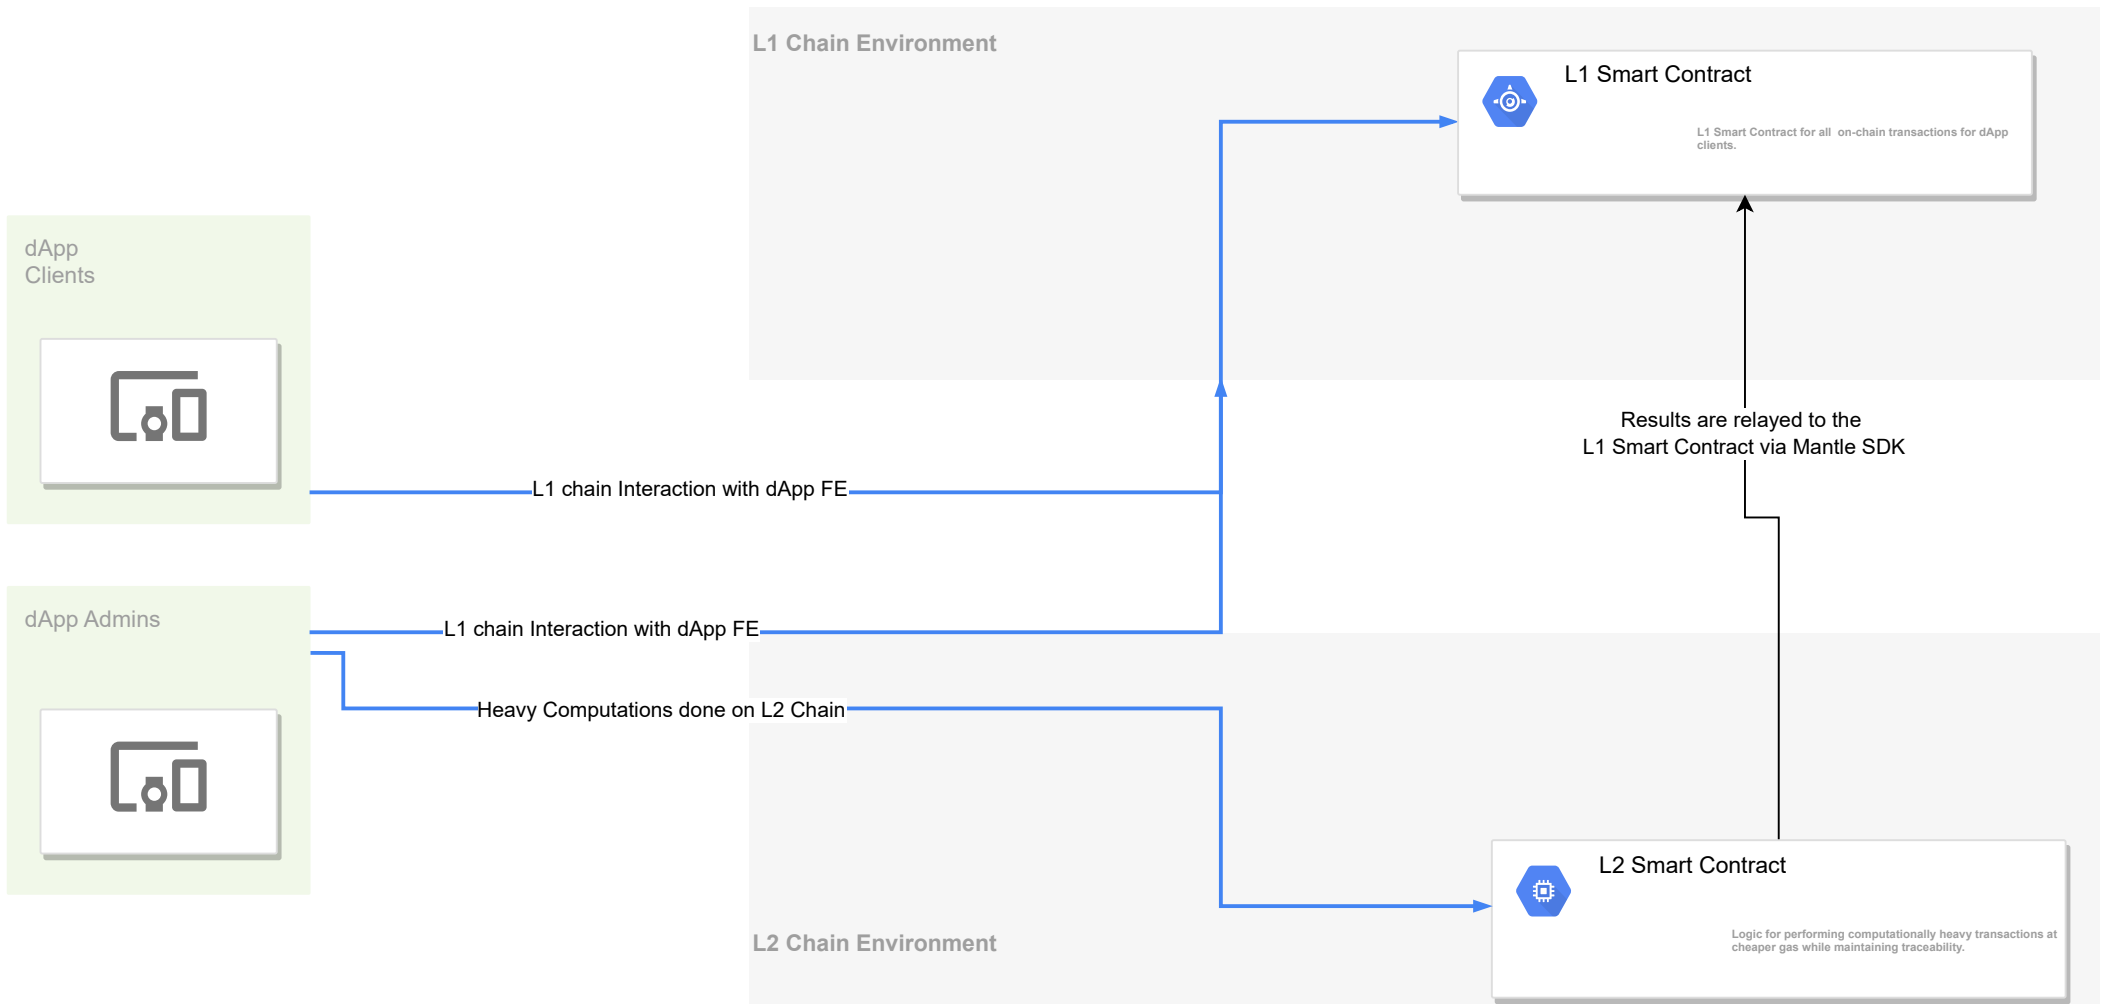 L1 Chain Environment
L1 Smart Contract
L1 Smart Contract for all  on-chain transactions for dApp
clients.
dApp
Clients
Results are relayed to the
L1 Smart Contract via Mantle SDK
L1 chain Interaction with dApp FE
dApp Admins
L1 chain Interaction with dApp FE
Heavy Computations done on L2 Chain
L2 Smart Contract
Logic for performing computationally heavy transactions at
cheaper gas while maintaining traceability.
L2 Chain Environment